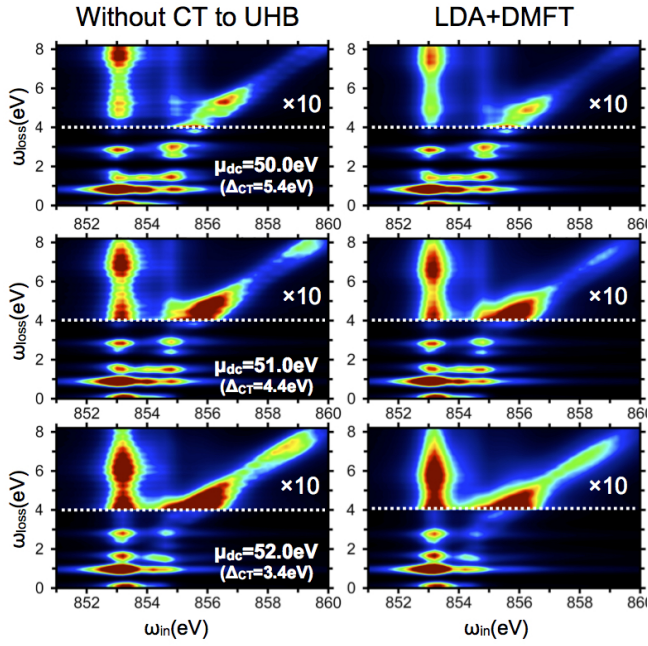 Without CT to UHB
LDA+DMFT
ωloss(eV)
8
6
4
2
0
×10
μdc=50.0eV
(ΔCT=5.4eV)
852 854 856 858 860
×10
852 854 856 858 860
ωloss(eV)
8
6
4
2
0
×10
μdc=51.0eV
(ΔCT=4.4eV)
852 854 856 858 860
×10
852 854 856 858 860
ωloss(eV)
8
6
4
2
0
×10
μdc=52.0eV
(ΔCT=3.4eV)
852 854 856 858 860
×10
852 854 856 858 860
ωin(eV)
ωin(eV)